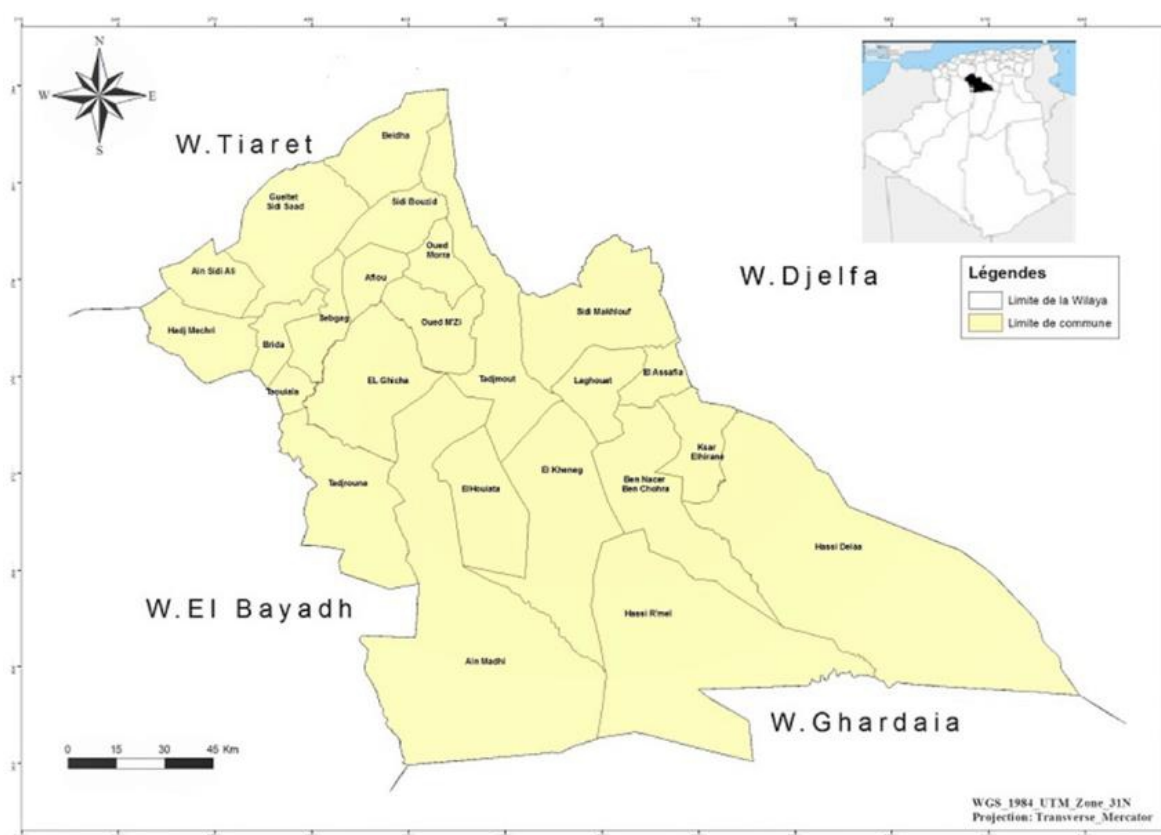 N
W
E
S
W.Tiaret
Beidha
Gueltet
Sidi Saad
Sidi Bouzid
Oued
Morra
Ain Sidi Ali
Aflou
W.Djelfa
Légendes
Limite de la Wilaya
Limite de commune
Hadj Mechri
Sebgag
Oued M'Zi
Sidi Makhlouf
Brida
Taouiala
EL Ghicha
Tadjmout
Laghouat
El Assafia
Ksar
Elhirane
Tadjrouna
ElHouiata
El Kheneg
Ben Nacer
Ben Chohra
Hassi Delaa
W.El Bayadh
Hassi R'mel
Ain Madhi
W.Ghardaia
0 15 30 45 Km
WGS_1984_UTM_Zone_31N
Projection: Transverse_Mercator